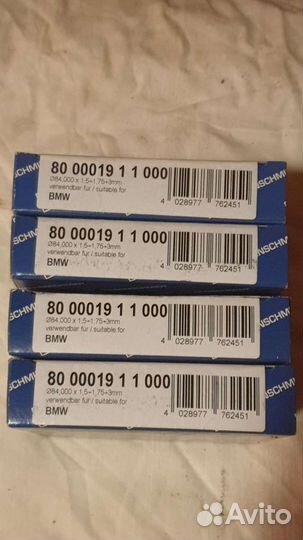 80 00019 1 1 000
Ø84,000 x 1,5+1,75+3mm
verwendbar für / suitable for
BMW
4 028977 762451
NSCHMI
80 00019 1 1 000
Ø84,000 x 1,5+1,75+3mm
verwendbar für / suitable for
BMW
4 028977 762451
80 00019 1 1 000
Ø84,000 x 1,5+1,75+3mm
verwendbar für / suitable for
BMW
4 028977 762451
80 00019 1 1 000
Ø84,000 x 1,5+1,75+3mm
verwendbar für / suitable for
BMW
4 028977 762451
Avito